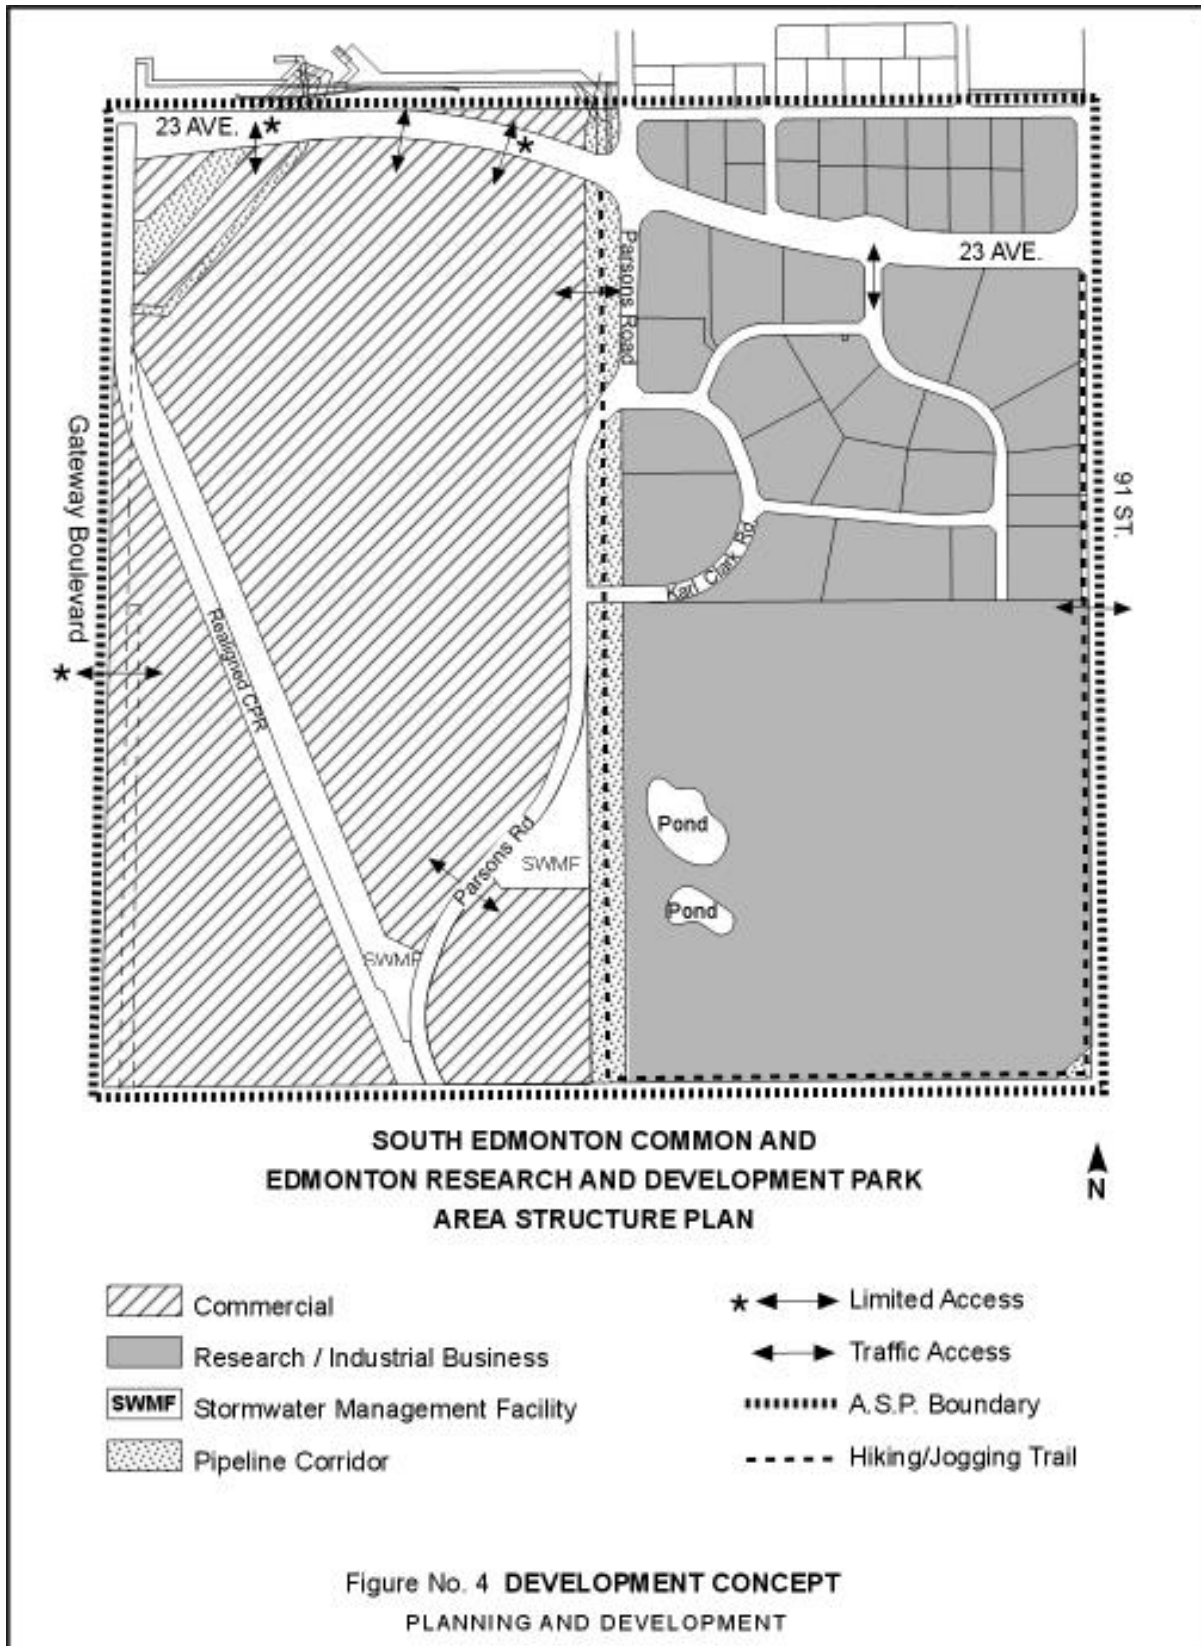 23 AVE.
*
*
Parsons Road
23 AVE.
Gateway Boulevard
91 ST.
Karl Clark Rd
Realigned CPR
*
Pond
Parsons Rd
SWMF
Pond
SWMF
SOUTH EDMONTON COMMON AND
EDMONTON RESEARCH AND DEVELOPMENT PARK
AREA STRUCTURE PLAN
N
Commercial
* Limited Access
Research / Industrial Business
Traffic Access
SWMF Stormwater Management Facility
A.S.P. Boundary
Pipeline Corridor
Hiking/Jogging Trail
Figure No. 4 DEVELOPMENT CONCEPT
PLANNING AND DEVELOPMENT